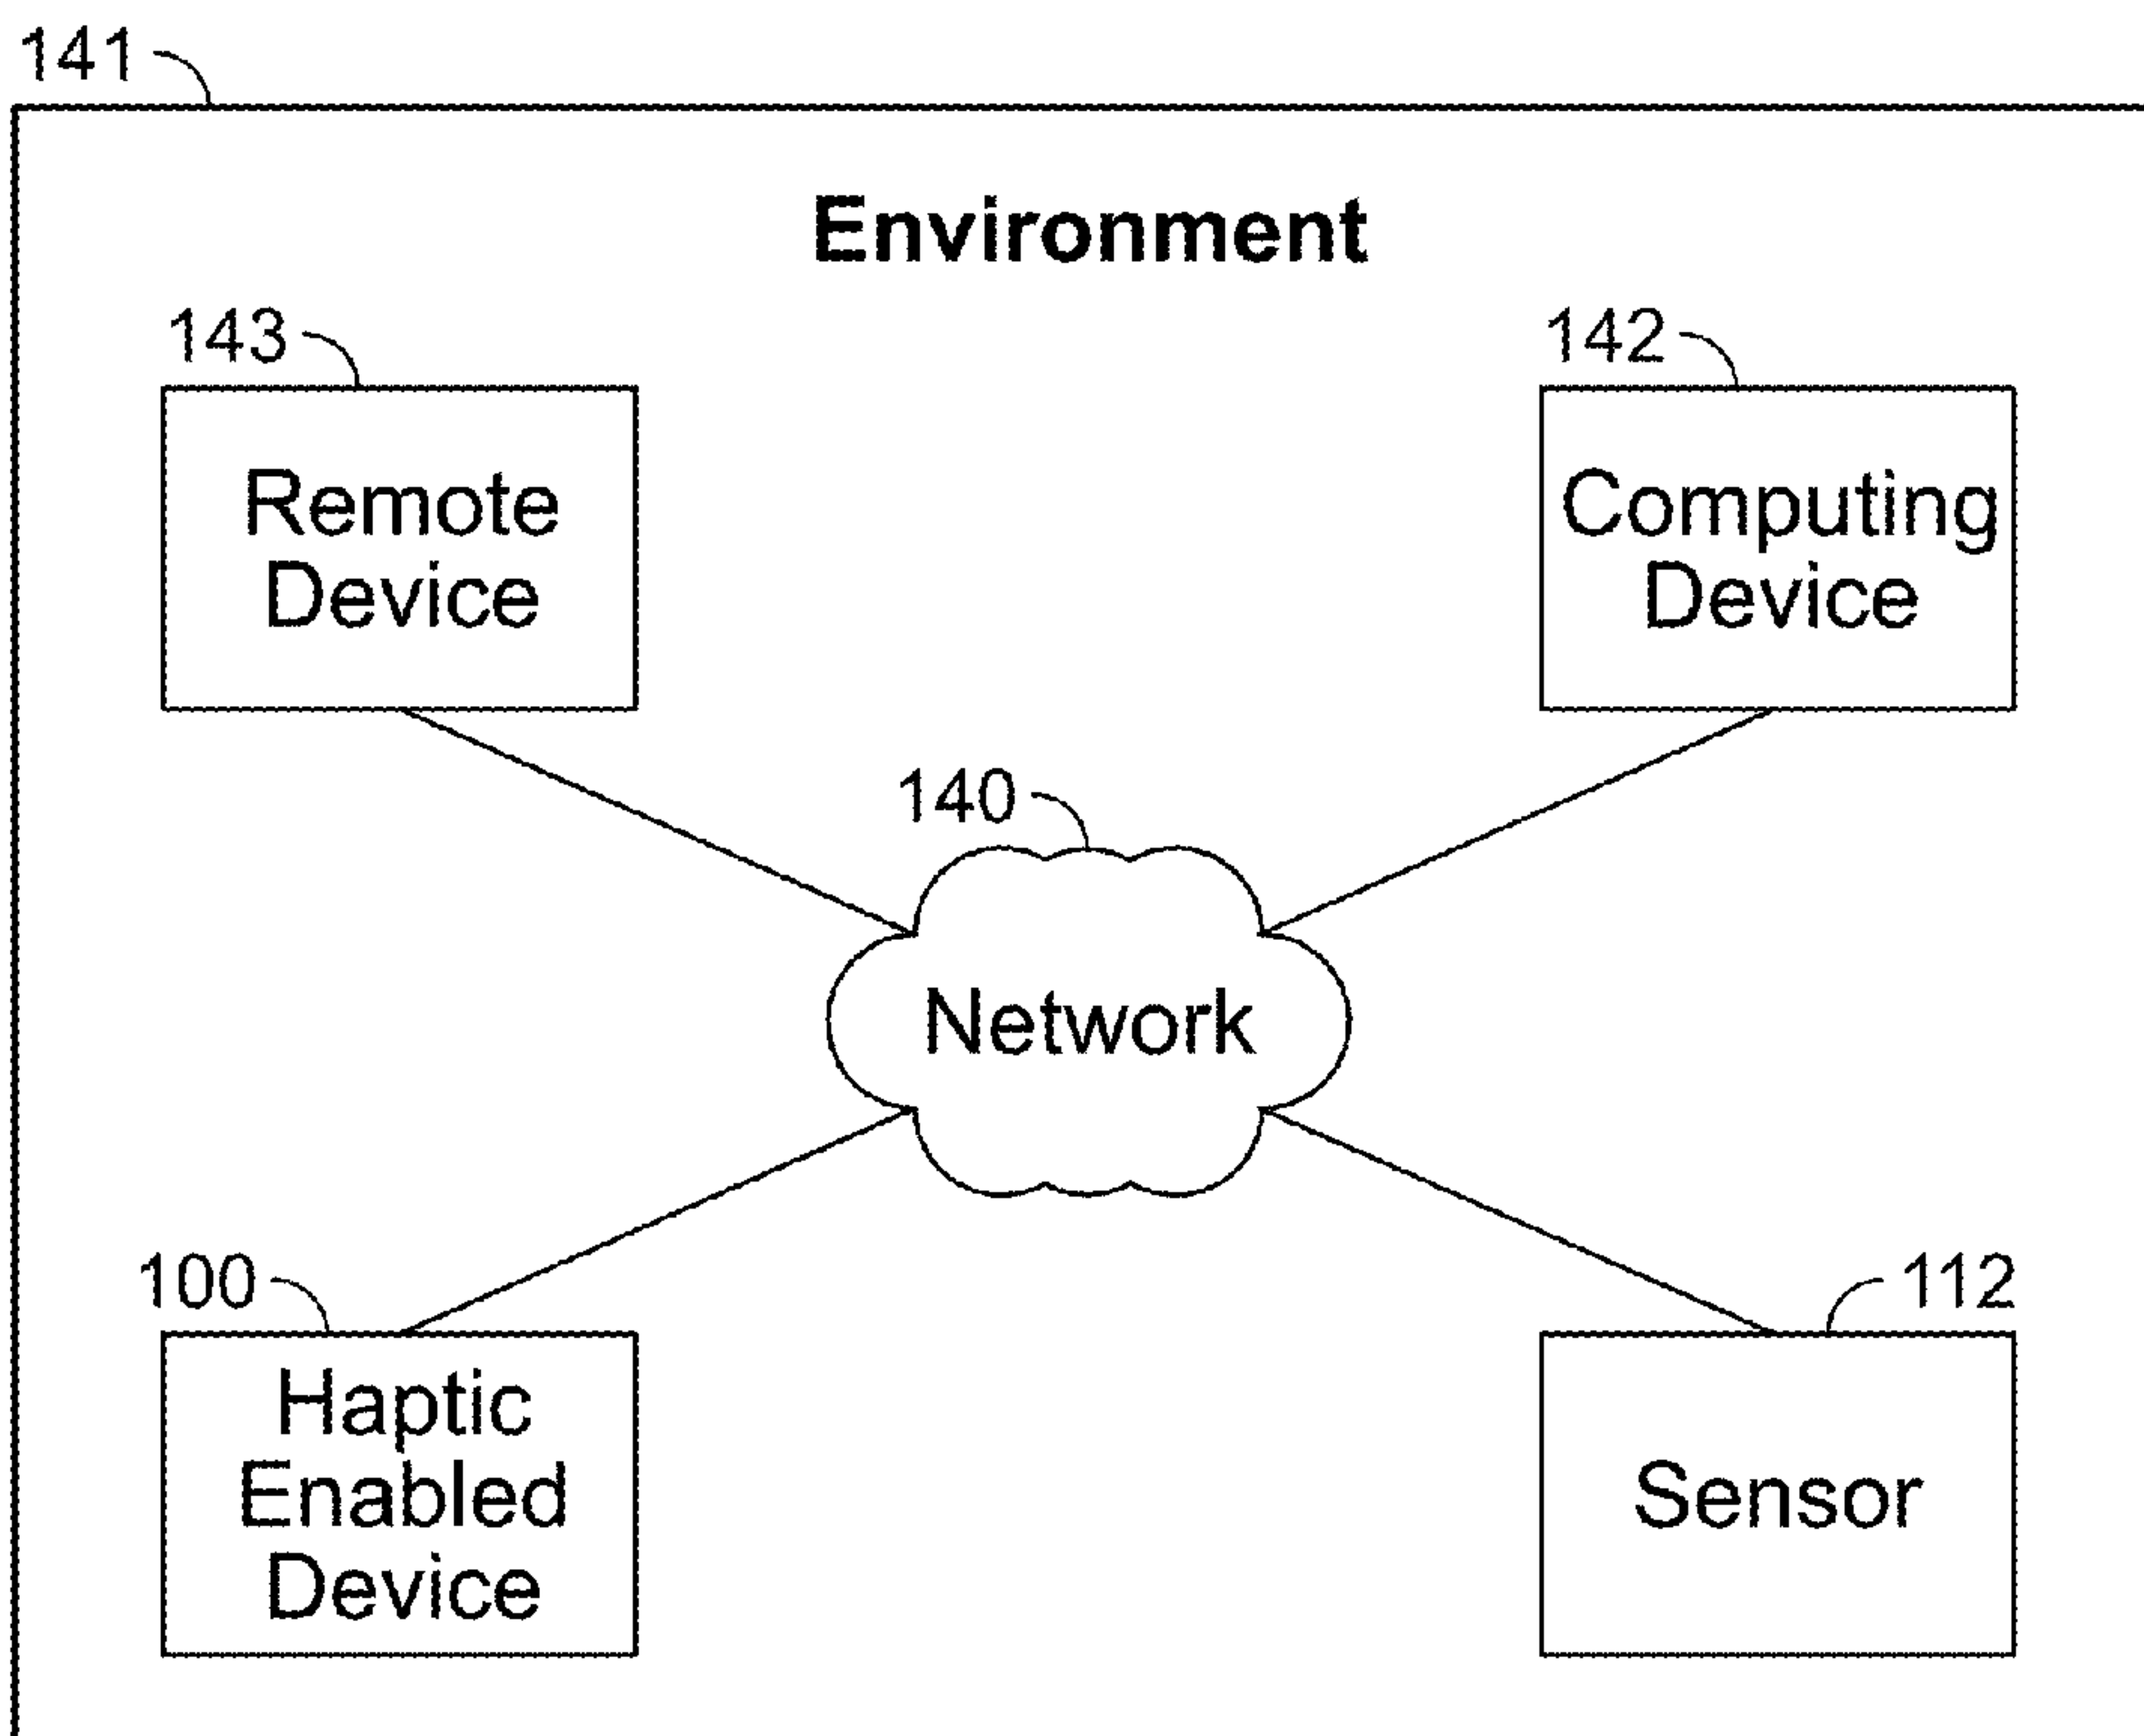 141
Environment
143
142
Remote
Device
Computing
Device
140
Network
100
112
Haptic
Enabled
Device
Sensor